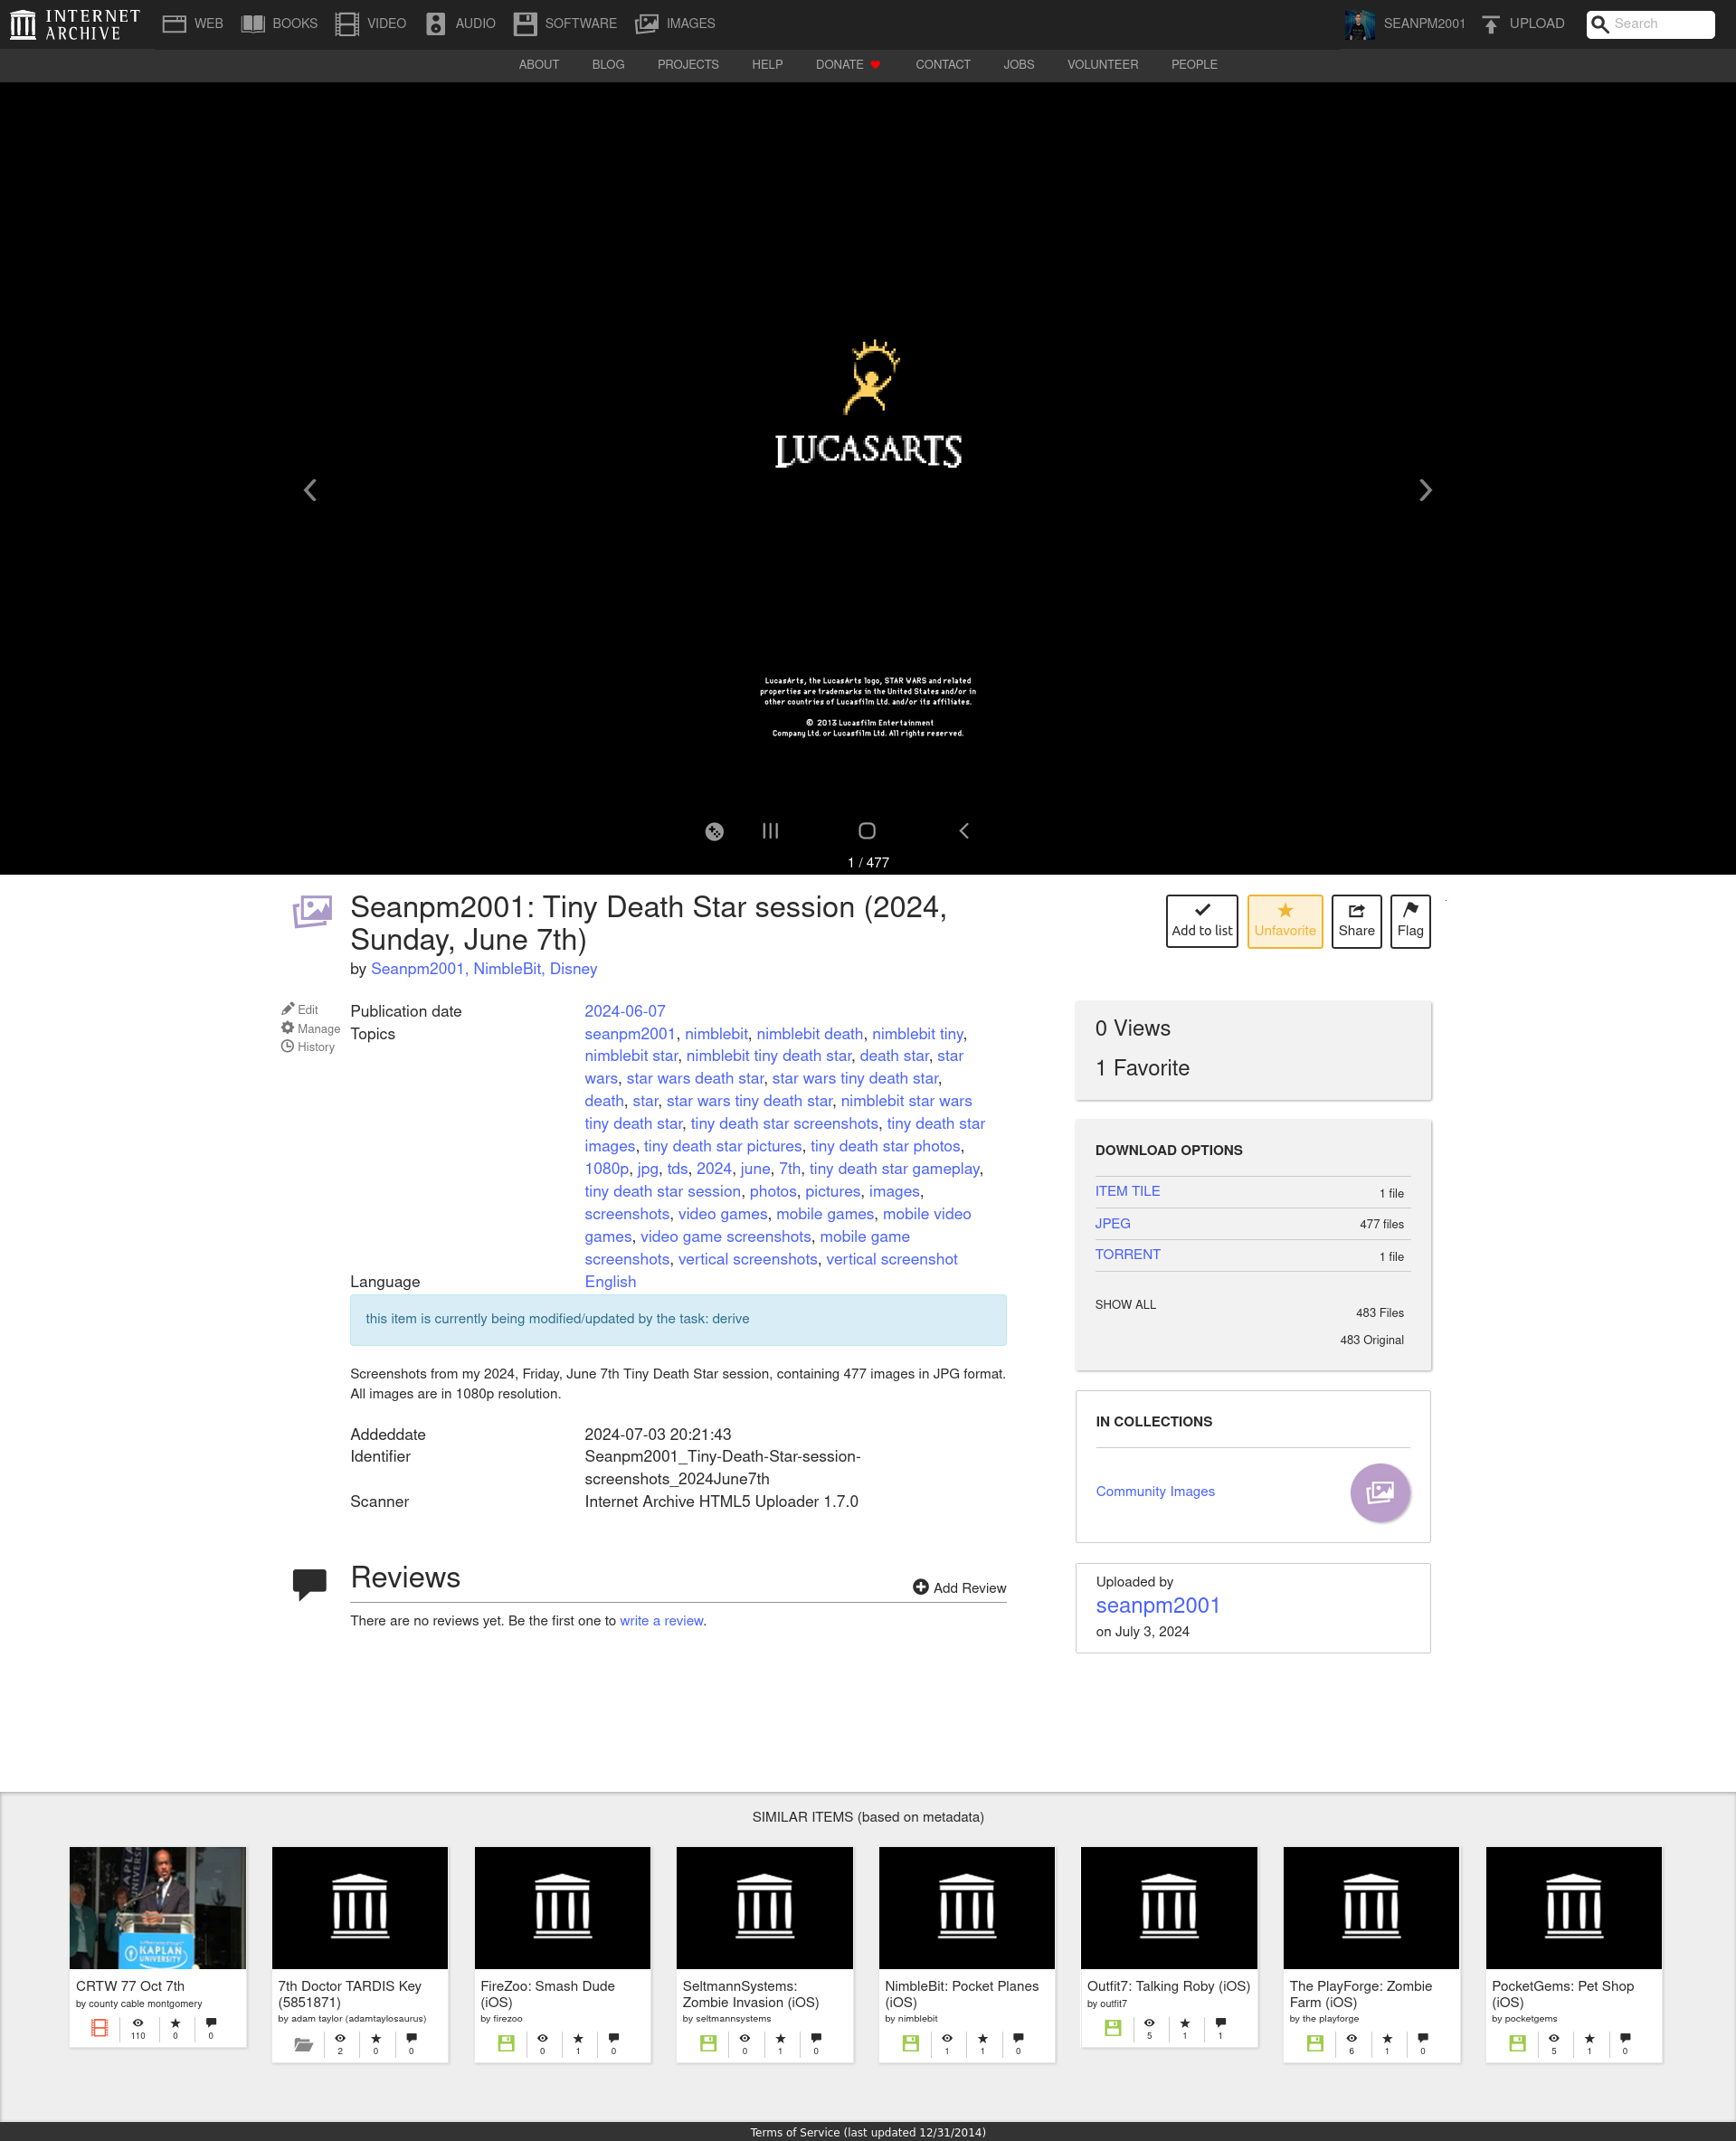 INTERNET ARCHIVE
WEB BOOKS VIDEO AUDIO SOFTWARE IMAGES SEANPM2001 UPLOAD Search
ABOUT BLOG PROJECTS HELP DONATE CONTACT JOBS VOLUNTEER PEOPLE
LUCASARTS
LucasArts, the LucasArts logo, STAR WARS and related
properties are trademarks in the United States and/or in
other countries of Lucasfilm Ltd. and/or its affiliates.
© 2013 Lucasfilm Entertainment
Company Ltd. or Lucasfilm Ltd. All rights reserved.
1 / 477
Seanpm2001: Tiny Death Star session (2024,
Sunday, June 7th)
by Seanpm2001, NimbleBit, Disney
Add to list
Unfavorite
Share
Flag
Edit
Manage
History
Publication date 2024-06-07
Topics seanpm2001, nimblebit, nimblebit death, nimblebit tiny,
nimblebit star, nimblebit tiny death star, death star, star
wars, star wars death star, star wars tiny death star,
death, star, star wars tiny death star, nimblebit star wars
tiny death star, tiny death star screenshots, tiny death star
images, tiny death star pictures, tiny death star photos,
1080p, jpg, tds, 2024, june, 7th, tiny death star gameplay,
tiny death star session, photos, pictures, images,
screenshots, video games, mobile games, mobile video
games, video game screenshots, mobile game
screenshots, vertical screenshots, vertical screenshot
Language English
this item is currently being modified/updated by the task: derive
Screenshots from my 2024, Friday, June 7th Tiny Death Star session, containing 477 images in JPG format.
All images are in 1080p resolution.
Addeddate 2024-07-03 20:21:43
Identifier Seanpm2001_Tiny-Death-Star-session-
screenshots_2024June7th
Scanner Internet Archive HTML5 Uploader 1.7.0
Reviews
Add Review
There are no reviews yet. Be the first one to write a review.
0 Views
1 Favorite
DOWNLOAD OPTIONS
ITEM TILE 1 file
JPEG 477 files
TORRENT 1 file
SHOW ALL 483 Files
483 Original
IN COLLECTIONS
Community Images
Uploaded by
seanpm2001
on July 3, 2024
SIMILAR ITEMS (based on metadata)
KAPLAN
UNIVERSITY
CRTW 77 Oct 7th
by county cable montgomery
110 0 0
7th Doctor TARDIS Key
(5851871)
by adam taylor (adamtaylosaurus)
2 0 0
FireZoo: Smash Dude
(iOS)
by firezoo
0 1 0
SeltmannSystems:
Zombie Invasion (iOS)
by seltmannsystems
0 1 0
NimbleBit: Pocket Planes
(iOS)
by nimblebit
1 1 0
Outfit7: Talking Roby (iOS)
by outfit7
5 1 1
The PlayForge: Zombie
Farm (iOS)
by the playforge
6 1 0
PocketGems: Pet Shop
(iOS)
by pocketgems
5 1 0
Terms of Service (last updated 12/31/2014)